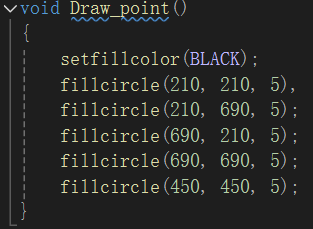 void Draw_point()
{
setfillcolor(BLACK);
fillcircle(210, 210, 5),
fillcircle(210, 690, 5);
fillcircle(690, 210, 5);
fillcircle(690, 690, 5);
fillcircle(450, 450, 5);
}